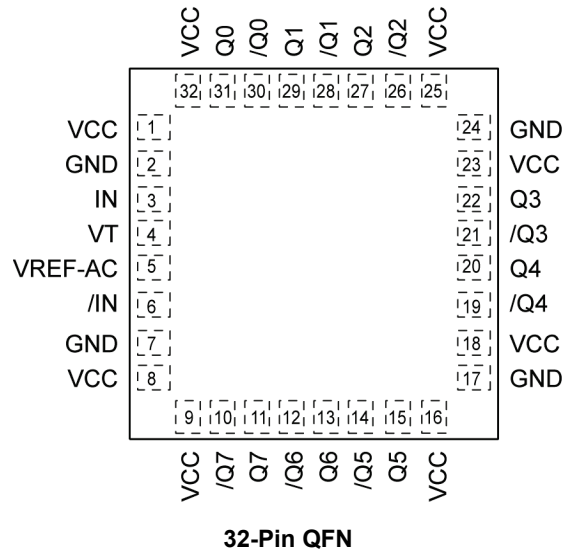 VCC Q0 /Q0 Q1 /Q1 Q2 /Q2 VCC
32 31 30 29 28 27 26 25
VCC 1 24 GND
GND 2 23 VCC
IN 3 22 Q3
VT 4 21 /Q3
VREF-AC 5 20 Q4
/IN 6 19 /Q4
GND 7 18 VCC
VCC 8 17 GND
9 10 11 12 13 14 15 16
VCC /Q7 Q7 /Q6 Q6 /Q5 Q5 VCC
32-Pin QFN